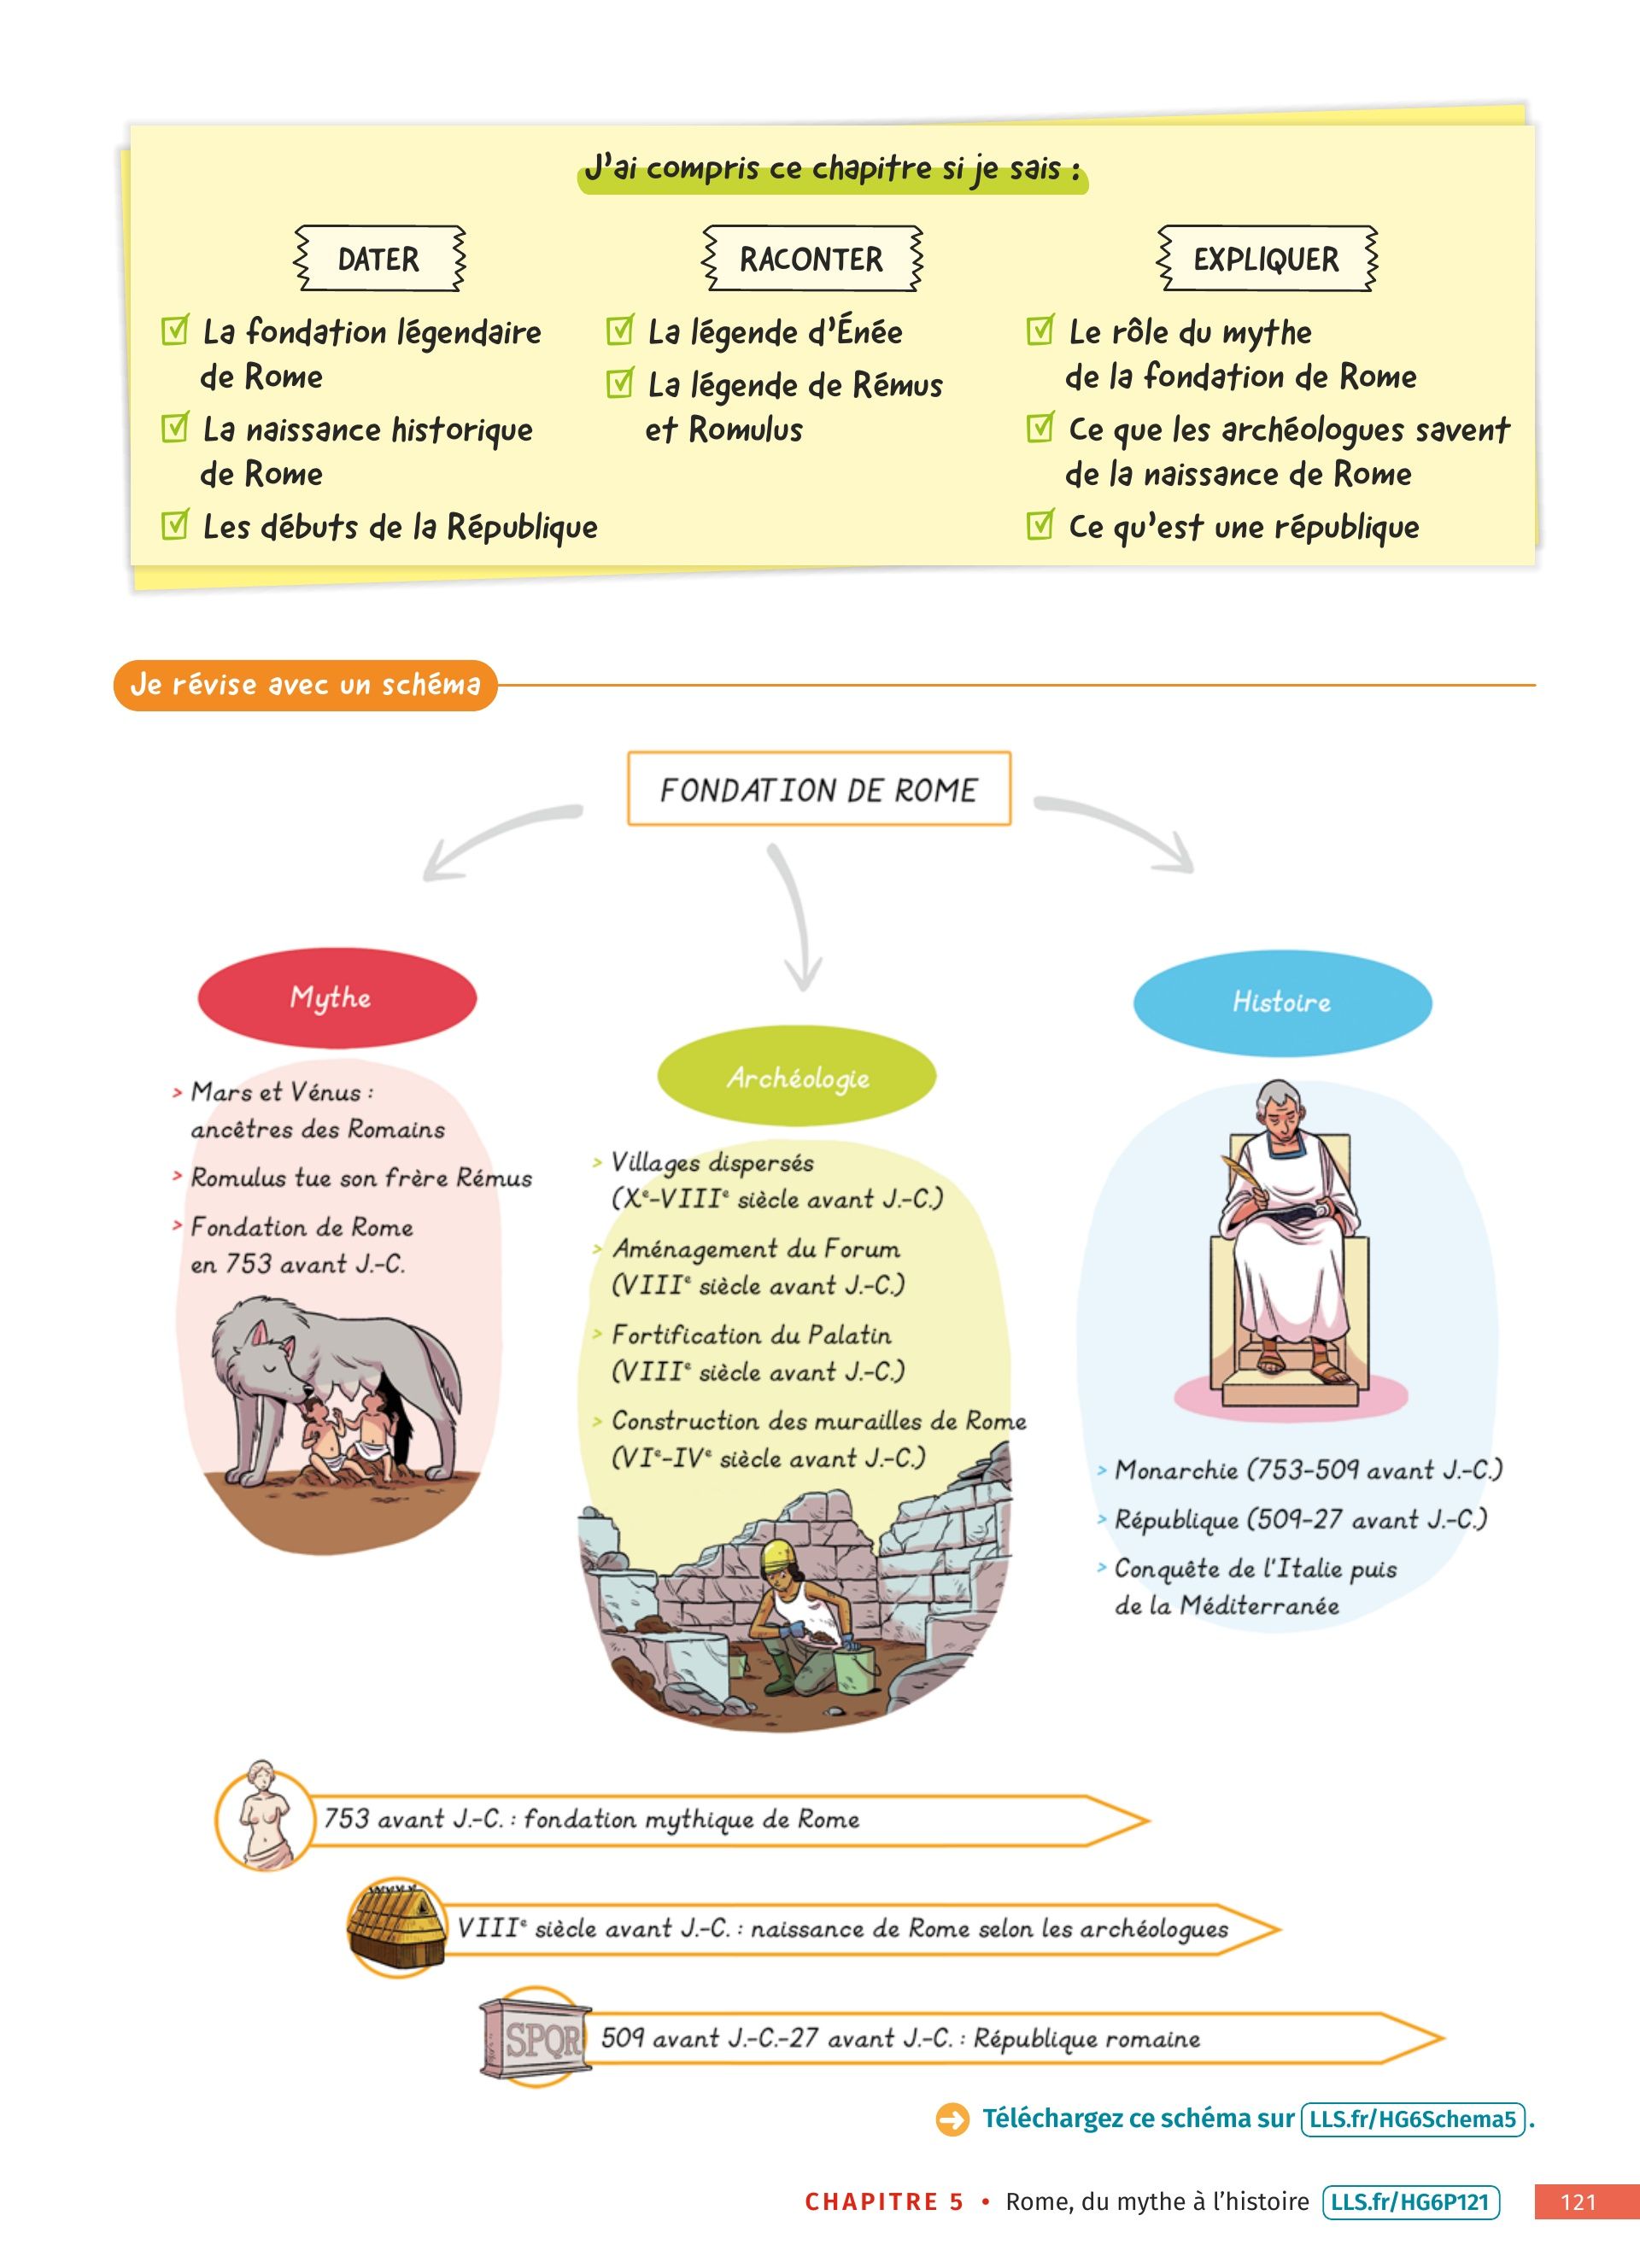 J'ai compris ce chapitre si je sais :
DATER
La fondation légendaire
de Rome
La naissance historique
de Rome
Les débuts de la République
RACONTER
La légende d'Énée
La légende de Rémus
et Romulus
EXPLIQUER
Le rôle du mythe
de la fondation de Rome
Ce que les archéologues savent
de la naissance de Rome
Ce qu'est une république
Je révise avec un schéma
FONDATION DE ROME
Mythe
> Mars et Vénus :
ancêtres des Romains
> Romulus tue son frère Rémus
> Fondation de Rome
en 753 avant J.-C.
Archéologie
> Villages dispersés
(Xe-VIIIe siècle avant J.-C.)
> Aménagement du Forum
(VIIIe siècle avant J.-C.)
> Fortification du Palatin
(VIIIe siècle avant J.-C.)
> Construction des murailles de Rome
(VIe-IVe siècle avant J.-C.)
Histoire
> Monarchie (753-509 avant J.-C.)
> République (509-27 avant J.-C.)
> Conquête de l'Italie puis
de la Méditerranée
753 avant J.-C. : fondation mythique de Rome
VIIIe siècle avant J.-C. : naissance de Rome selon les archéologues
SPQR
509 avant J.-C.-27 avant J.-C. : République romaine
Téléchargez ce schéma sur LLS.fr/HG6Schema5 .
CHAPITRE 5 • Rome, du mythe à l'histoire LLS.fr/HG6P121 121